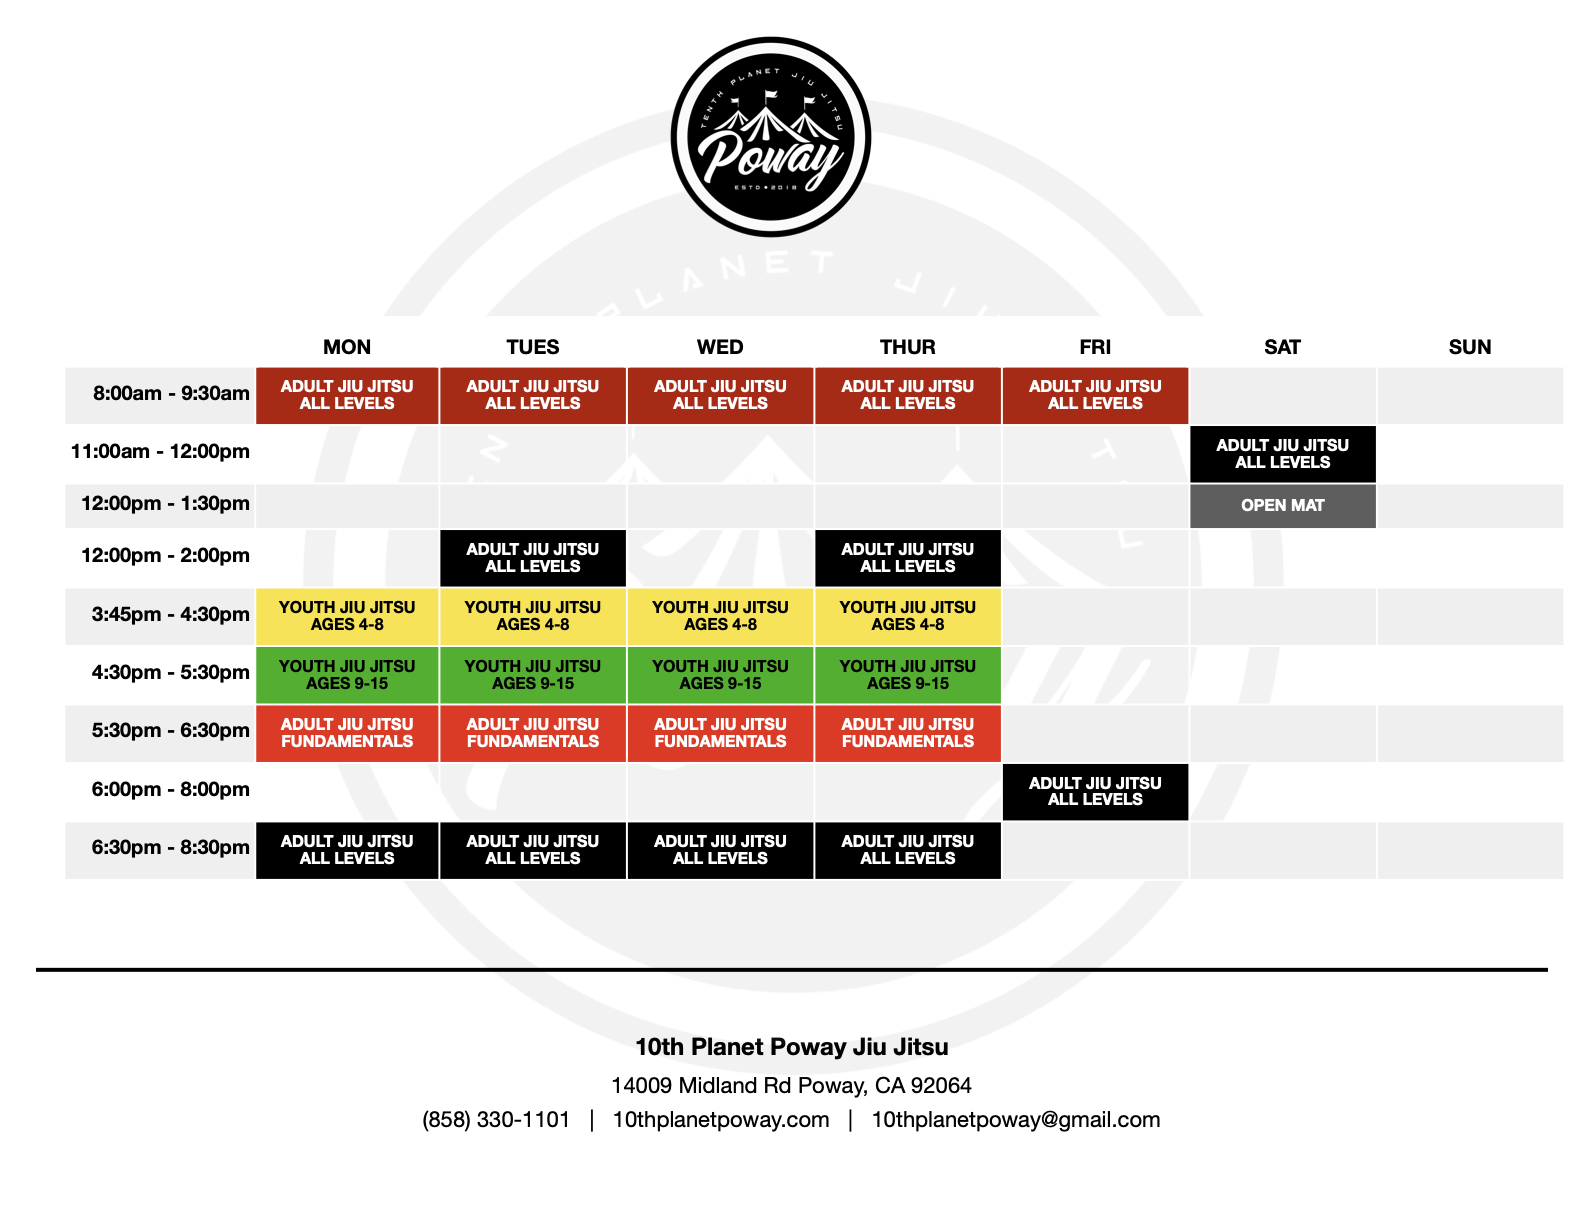 TENTH PLANET JIU JITSU
Poway
ESTD • 2018
PLANET JIU
MON TUES WED THUR FRI SAT SUN
8:00am - 9:30am
ADULT JIU JITSU ALL LEVELS
ADULT JIU JITSU ALL LEVELS
ADULT JIU JITSU ALL LEVELS
ADULT JIU JITSU ALL LEVELS
ADULT JIU JITSU ALL LEVELS
11:00am - 12:00pm
ADULT JIU JITSU ALL LEVELS
12:00pm - 1:30pm
OPEN MAT
12:00pm - 2:00pm
ADULT JIU JITSU ALL LEVELS
ADULT JIU JITSU ALL LEVELS
3:45pm - 4:30pm
YOUTH JIU JITSU AGES 4-8
YOUTH JIU JITSU AGES 4-8
YOUTH JIU JITSU AGES 4-8
YOUTH JIU JITSU AGES 4-8
4:30pm - 5:30pm
YOUTH JIU JITSU AGES 9-15
YOUTH JIU JITSU AGES 9-15
YOUTH JIU JITSU AGES 9-15
YOUTH JIU JITSU AGES 9-15
5:30pm - 6:30pm
ADULT JIU JITSU FUNDAMENTALS
ADULT JIU JITSU FUNDAMENTALS
ADULT JIU JITSU FUNDAMENTALS
ADULT JIU JITSU FUNDAMENTALS
6:00pm - 8:00pm
ADULT JIU JITSU ALL LEVELS
6:30pm - 8:30pm
ADULT JIU JITSU ALL LEVELS
ADULT JIU JITSU ALL LEVELS
ADULT JIU JITSU ALL LEVELS
ADULT JIU JITSU ALL LEVELS
10th Planet Poway Jiu Jitsu
14009 Midland Rd Poway, CA 92064
(858) 330-1101 | 10thplanetpoway.com | 10thplanetpoway@gmail.com